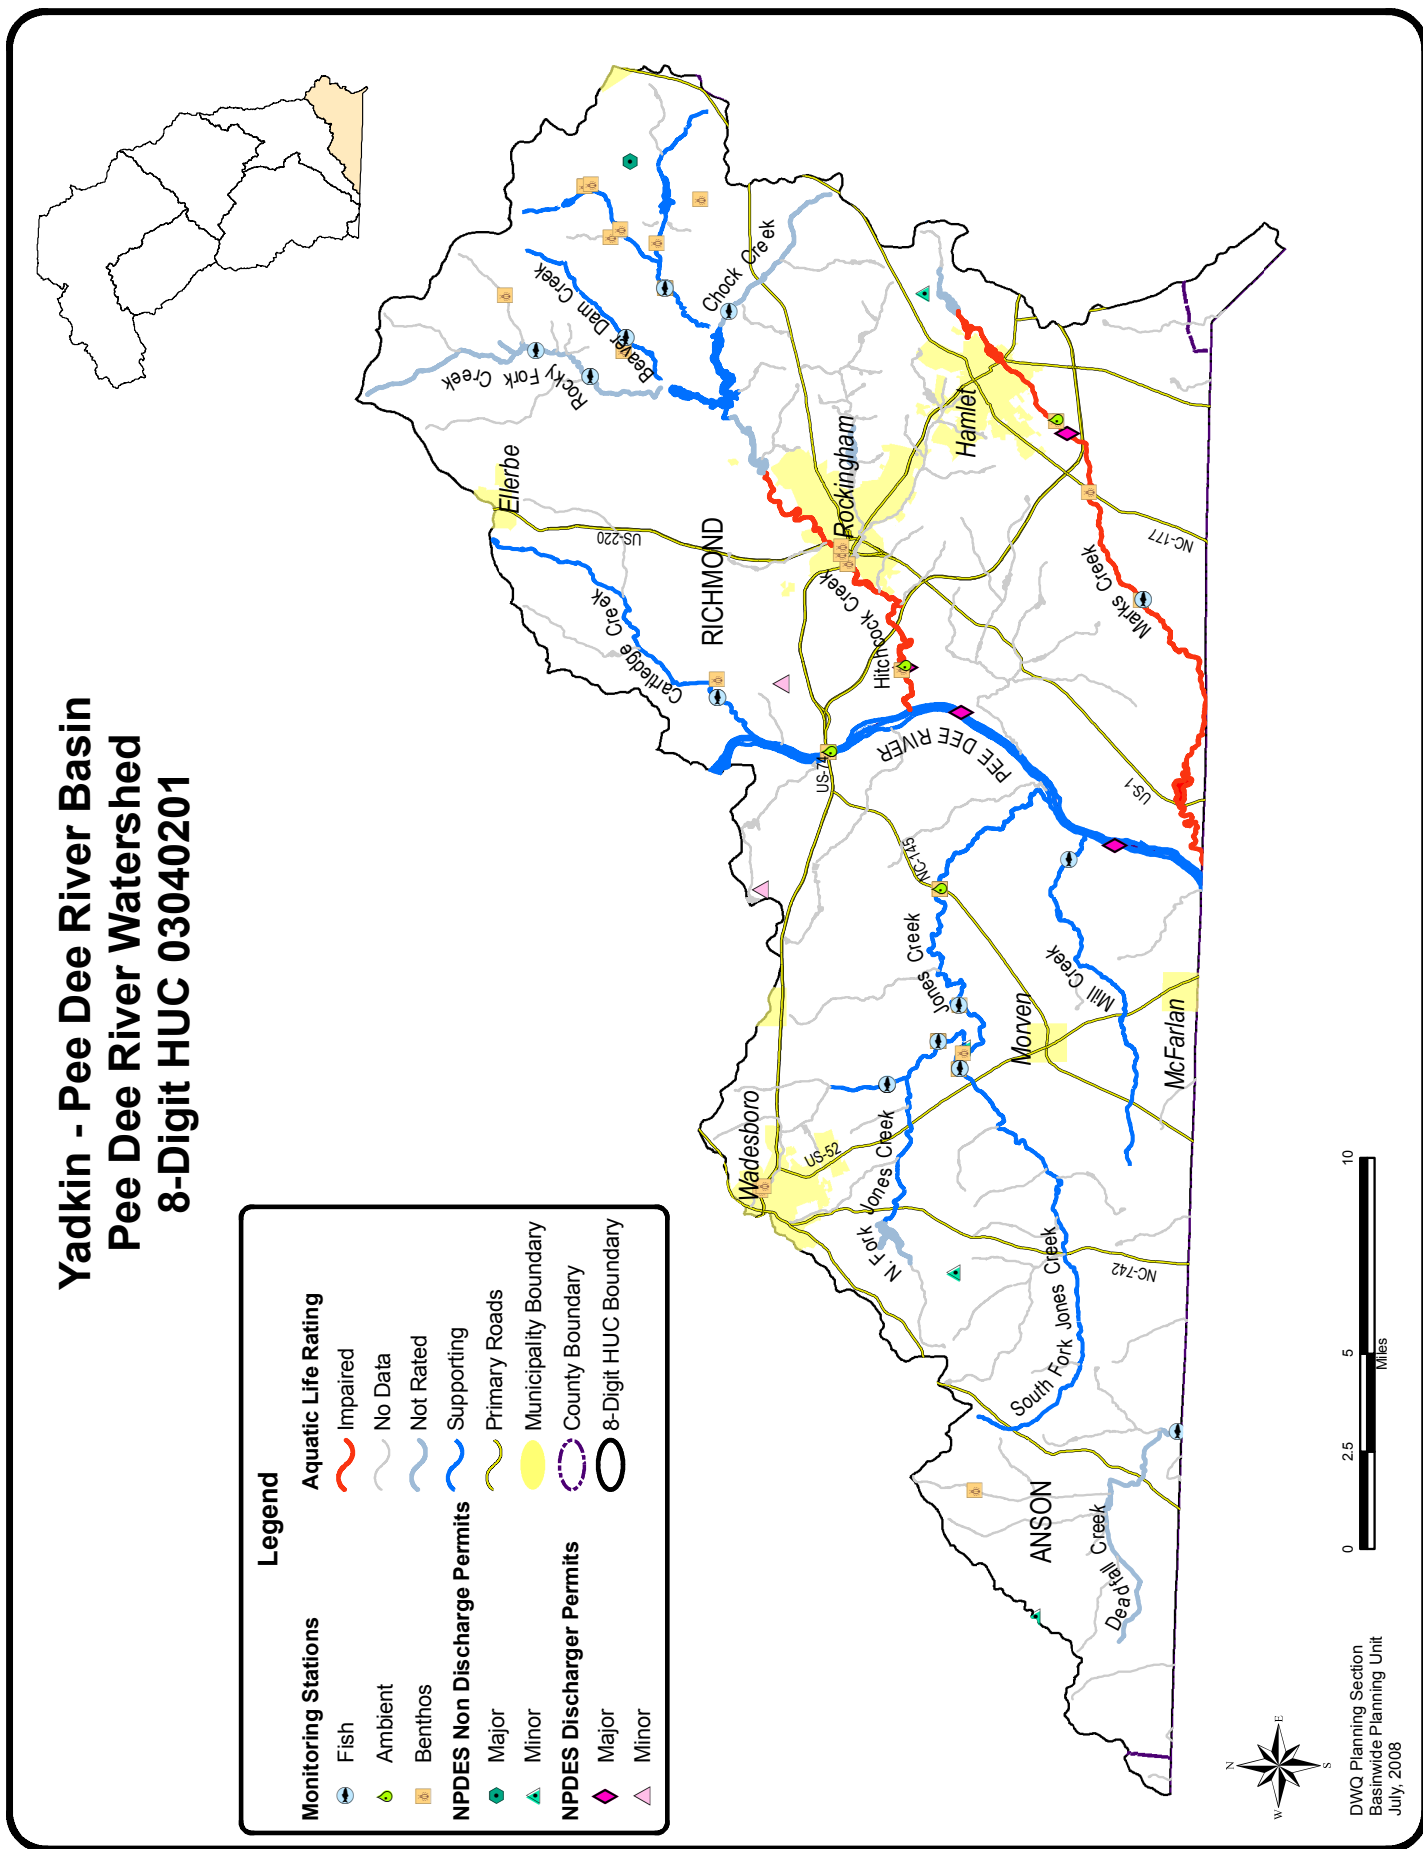 Yadkin - Pee Dee River Basin
Pee Dee River Watershed
8-Digit HUC 03040201
Legend
Monitoring Stations
Fish
Ambient
Benthos
NPDES Non Discharge Permits
Major
Minor
NPDES Discharger Permits
Major
Minor
Aquatic Life Rating
Impaired
No Data
Not Rated
Supporting
Primary Roads
Municipality Boundary
County Boundary
8-Digit HUC Boundary
Rocky Fork Creek
Beaver Dam Creek
Chock Creek
Ellerbe
US-220
Cartledge Creek
RICHMOND
Rockingham
Hamlet
Hitchcock Creek
Marks Creek
NC-177
PEE DEE RIVER
US-74
US-1
NC-145
Jones Creek
Mill Creek
Morven
McFarlan
Wadesboro
US-52
N. Fork Jones Creek
South Fork Jones Creek
NC-742
ANSON
Deadfall Creek
N
W
E
S
0
2.5
5
10
Miles
DWQ Planning Section
Basinwide Planning Unit
July, 2008